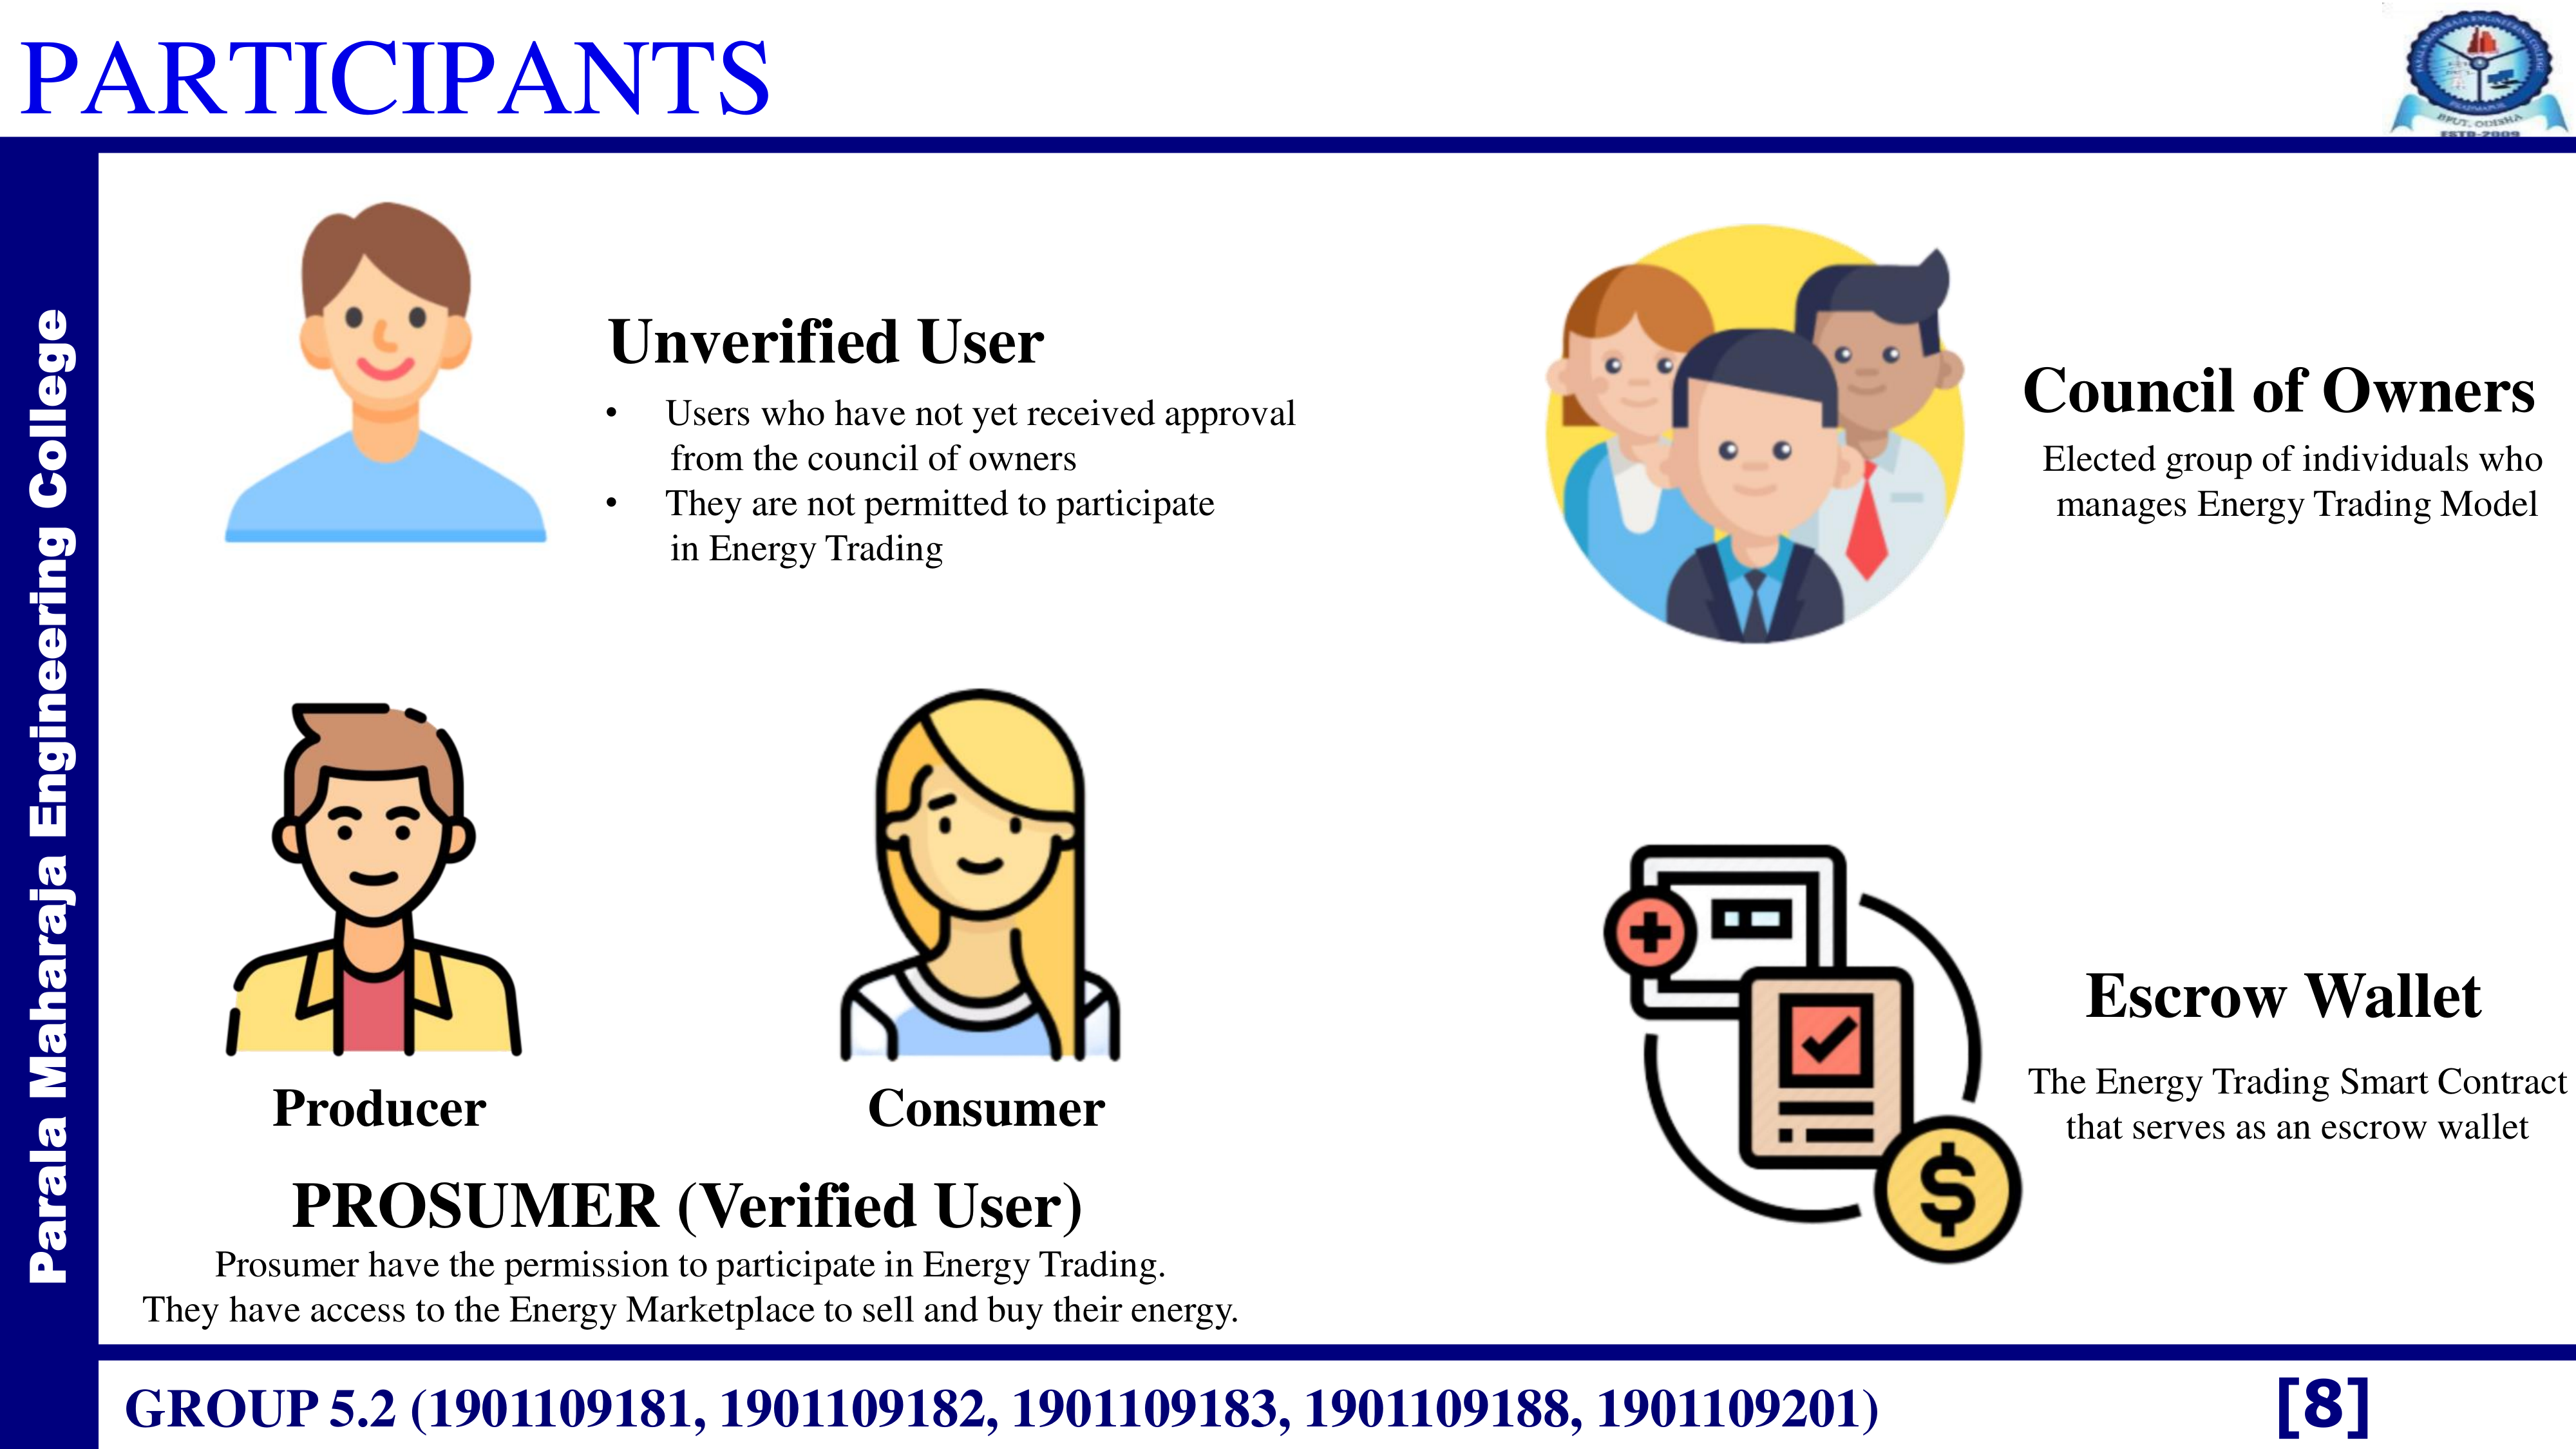 PARTICIPANTS
BPUT, ODISHA
ESTD-2009
Parala Maharaja Engineering College
Unverified User
• Users who have not yet received approval
from the council of owners
• They are not permitted to participate
in Energy Trading
Council of Owners
Elected group of individuals who
manages Energy Trading Model
Producer
Consumer
PROSUMER (Verified User)
Prosumer have the permission to participate in Energy Trading.
They have access to the Energy Marketplace to sell and buy their energy.
Escrow Wallet
The Energy Trading Smart Contract
that serves as an escrow wallet
$
GROUP 5.2 (1901109181, 1901109182, 1901109183, 1901109188, 1901109201)
[8]